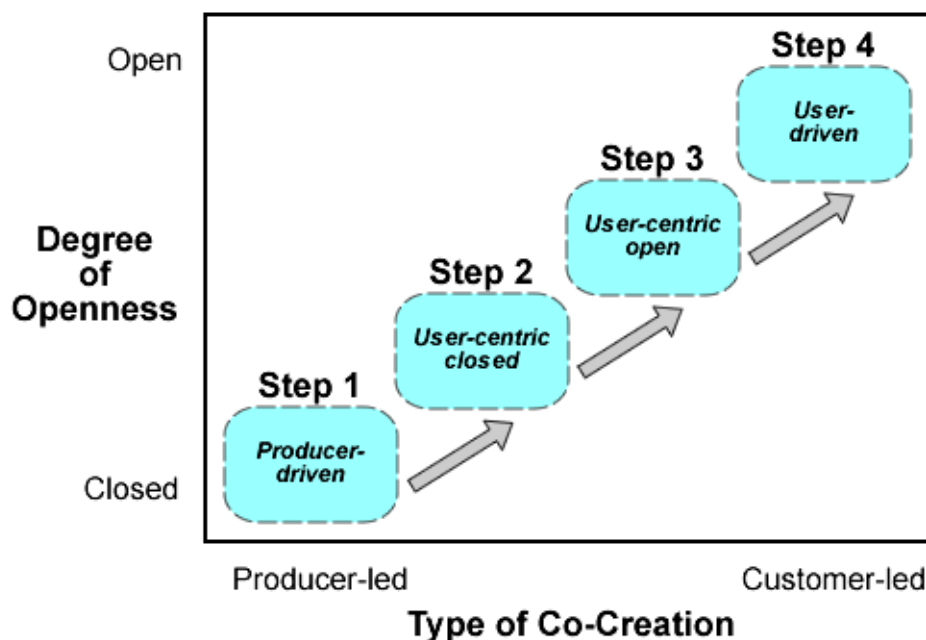 Open
Step 4
User-
driven
Step 3
User-centric
open
Degree
of
Openness
Step 2
User-centric
closed
Step 1
Producer-
driven
Closed
Producer-led
Customer-led
Type of Co-Creation